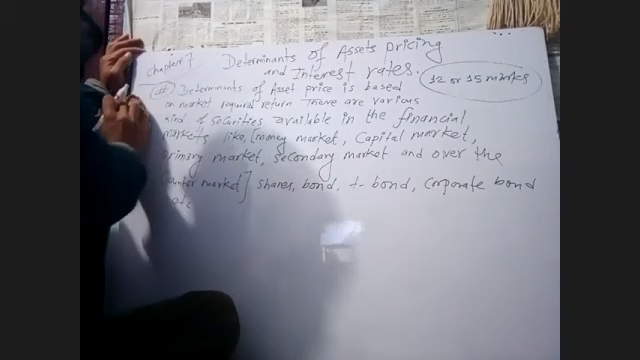 Chapter 7 Determinants of Assets pricing
and Interest rates.
12 or 15 marks
(#) Determinants of Asset price is based
on market required return There are various
kind of securities available in the financial
markets like, [money market, Capital market,
primary market, secondary market and over the
counter market] shares, bond, t-bond, Corporate bond
etc